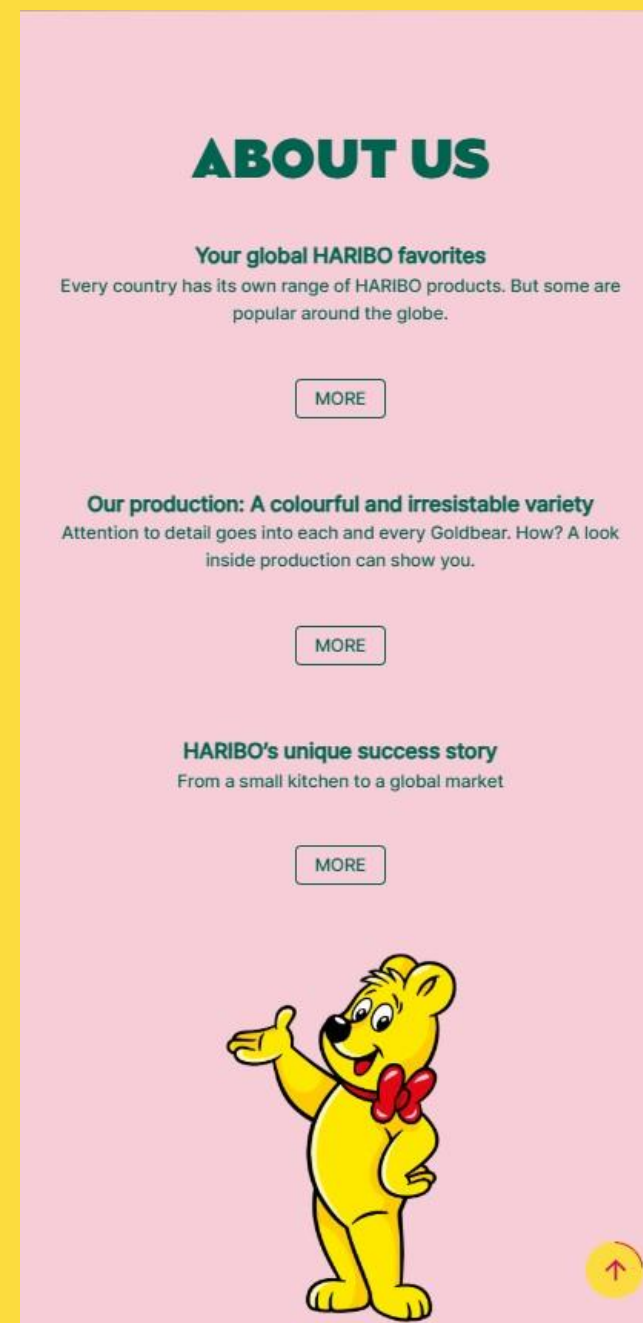 ABOUT US
Your global HARIBO favorites
Every country has its own range of HARIBO products. But some are
popular around the globe.
MORE
Our production: A colourful and irresistable variety
Attention to detail goes into each and every Goldbear. How? A look
inside production can show you.
MORE
HARIBO’s unique success story
From a small kitchen to a global market
MORE